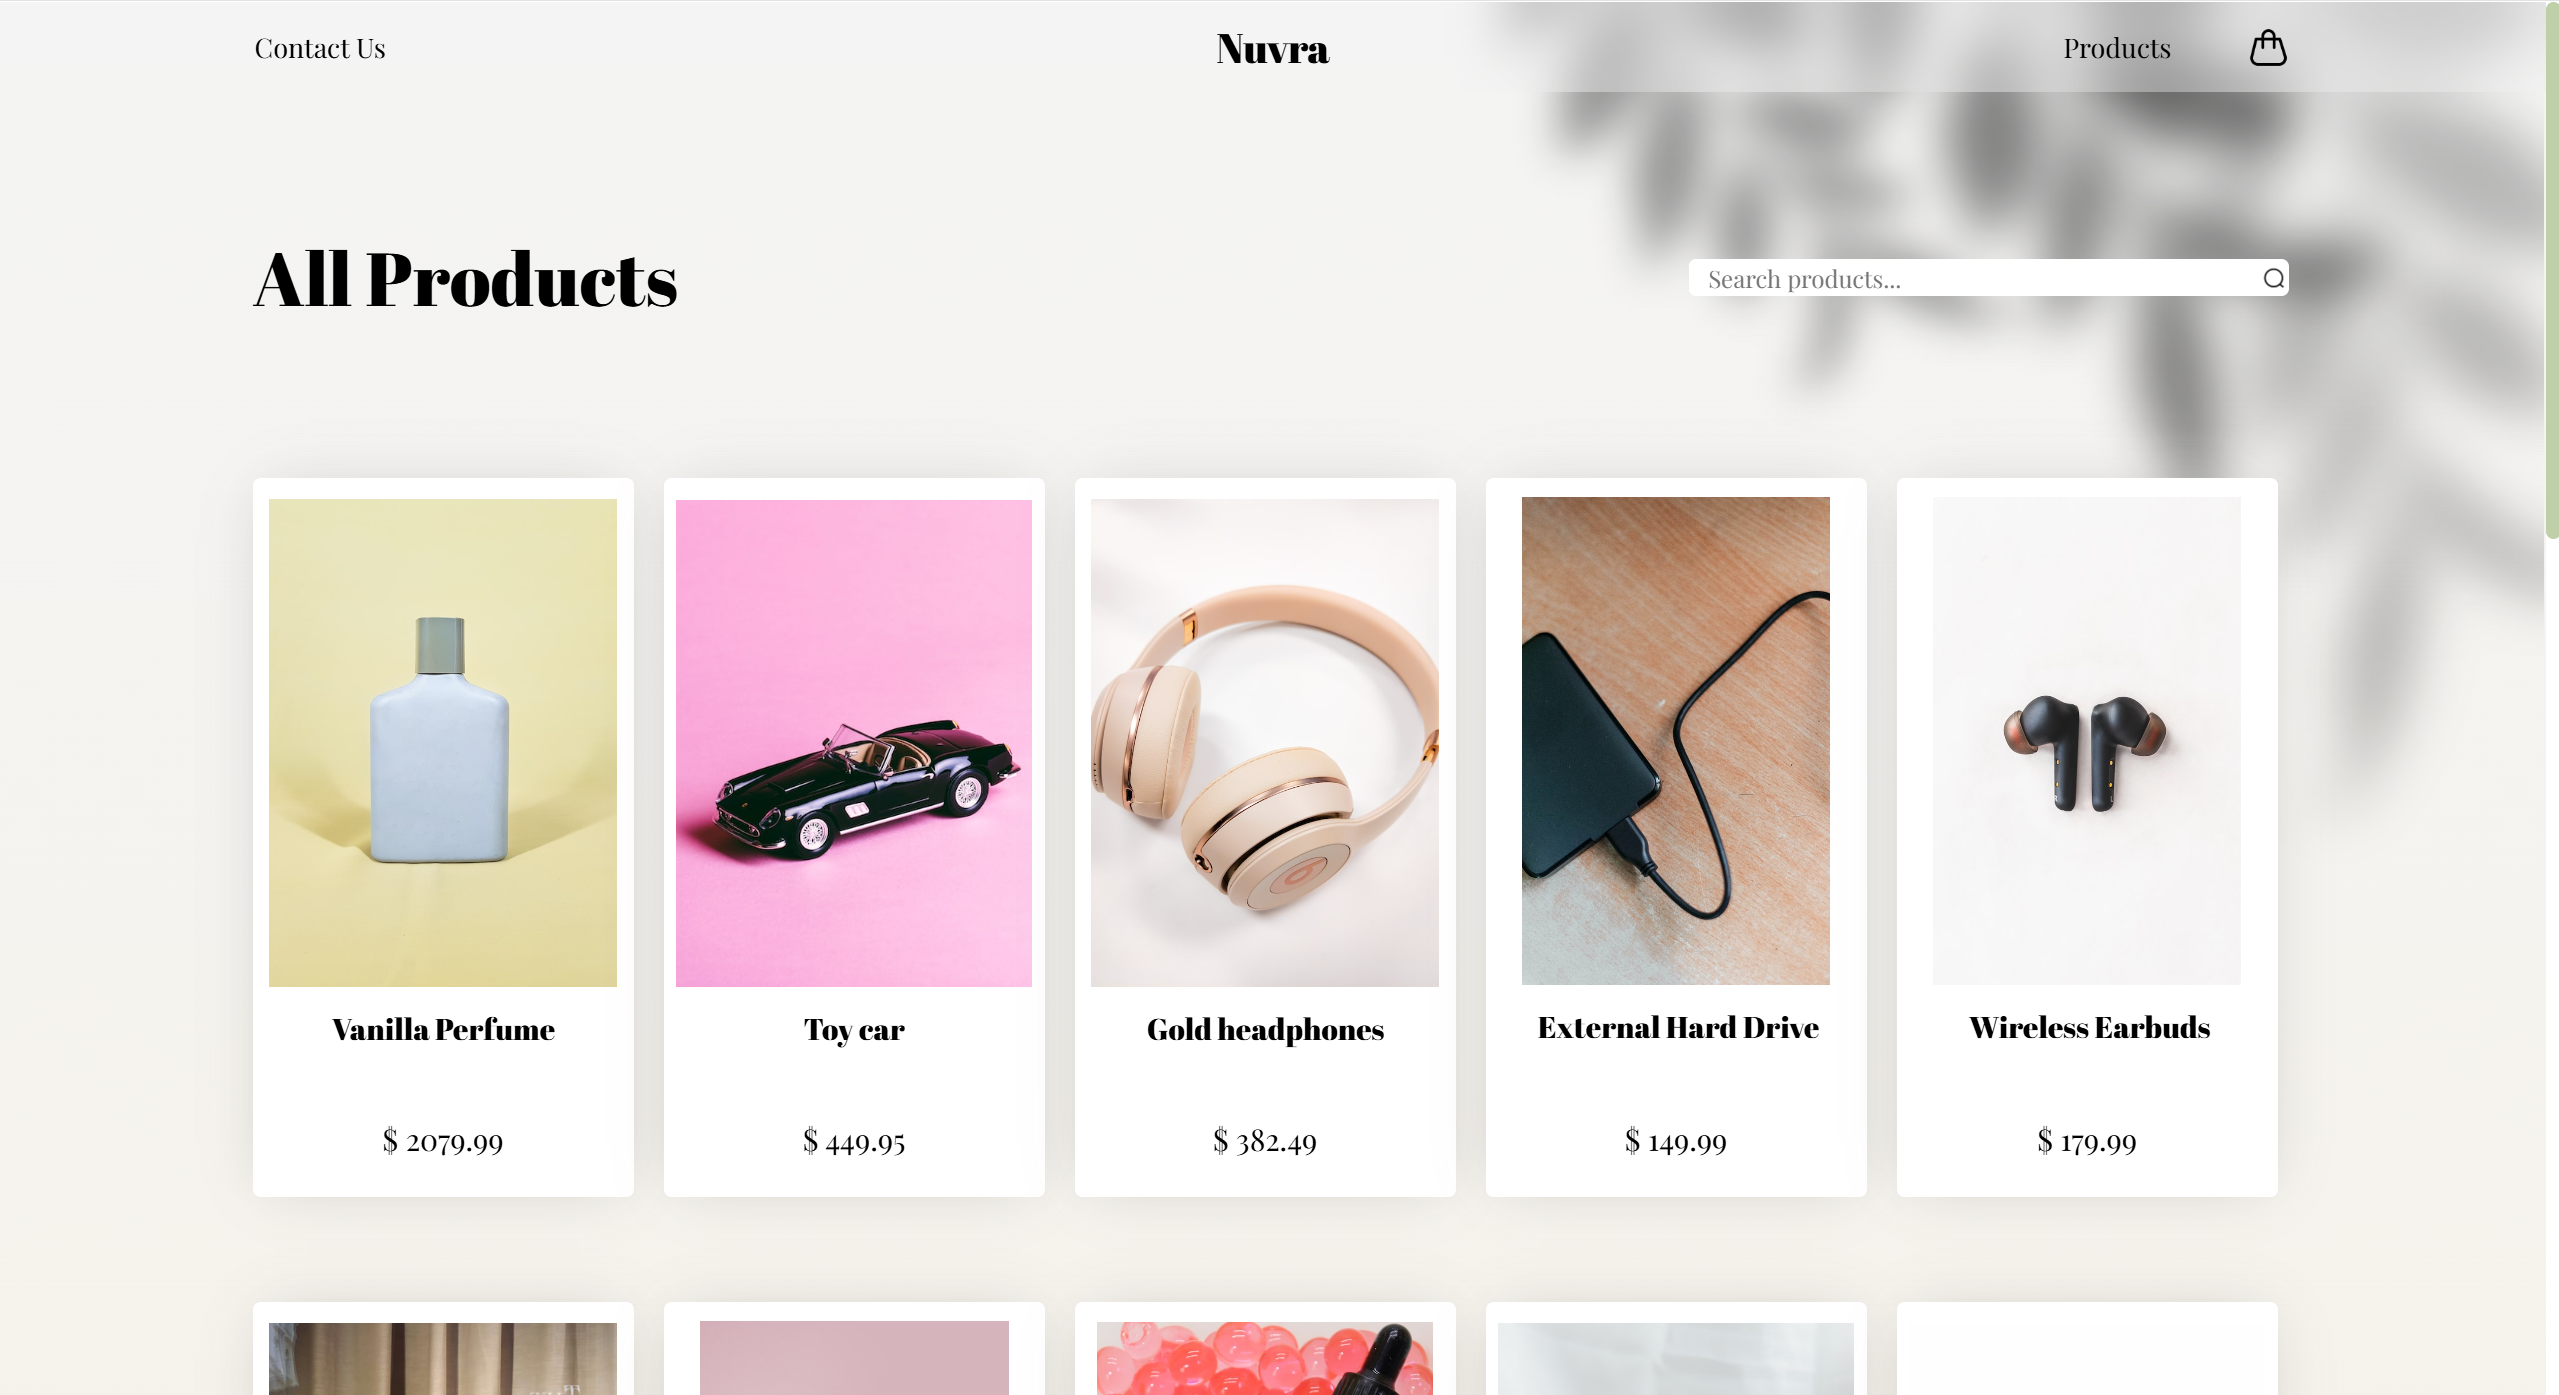 Contact Us
Nuvra
Products
All Products
Search products...
Vanilla Perfume
Toy car
Gold headphones
External Hard Drive
Wireless Earbuds
$ 2079.99
$ 449.95
$ 382.49
$ 149.99
$ 179.99